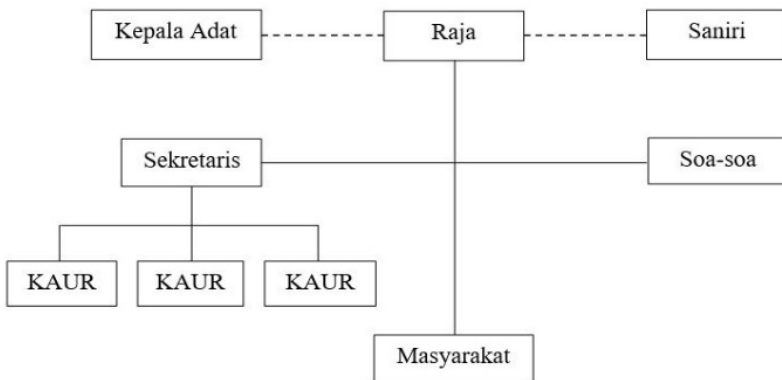 Kepala Adat
Raja
Saniri
Sekretaris
Soa-soa
KAUR
KAUR
KAUR
Masyarakat